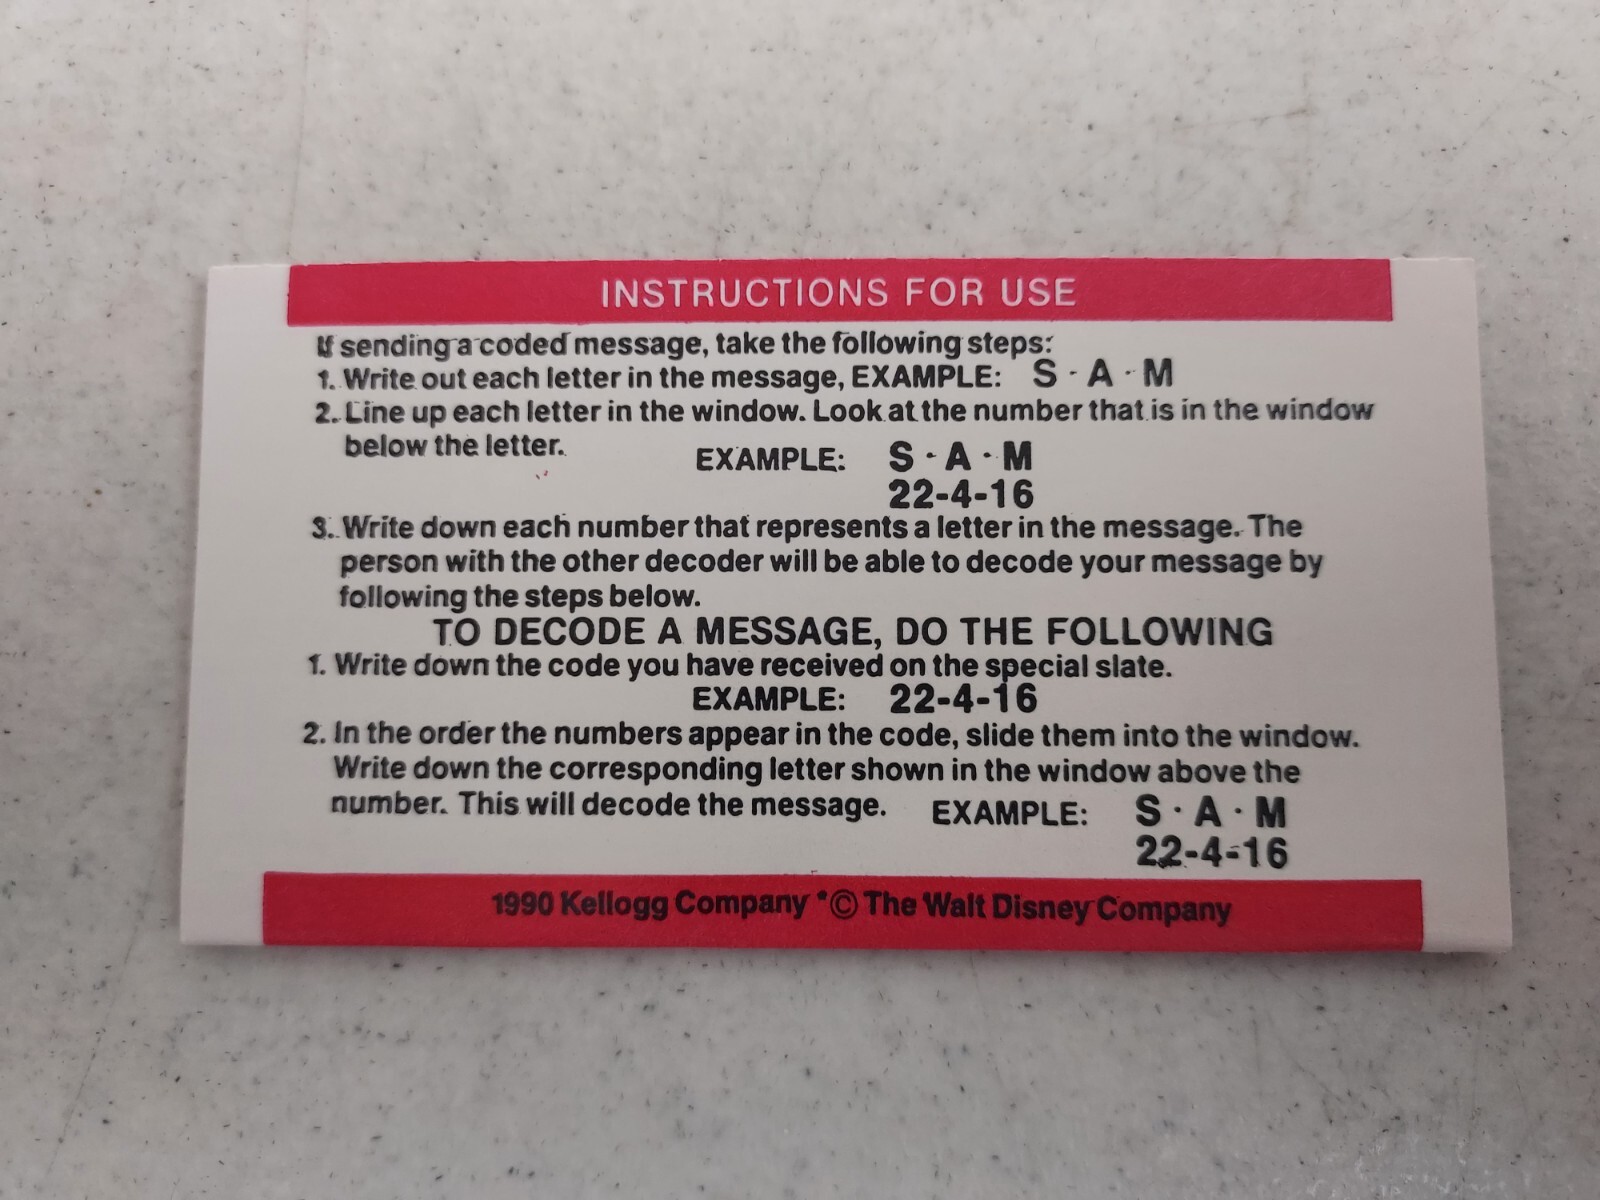 INSTRUCTIONS FOR USE
If sending a coded message, take the following steps:
1. Write out each letter in the message, EXAMPLE: S · A · M
2. Line up each letter in the window. Look at the number that is in the window
below the letter.
EXAMPLE: S · A · M
22-4-16
3. Write down each number that represents a letter in the message. The
person with the other decoder will be able to decode your message by
following the steps below.
TO DECODE A MESSAGE, DO THE FOLLOWING
1. Write down the code you have received on the special slate.
EXAMPLE: 22-4-16
2. In the order the numbers appear in the code, slide them into the window.
Write down the corresponding letter shown in the window above the
number. This will decode the message. EXAMPLE: S · A · M
22-4-16
1990 Kellogg Company * © The Walt Disney Company